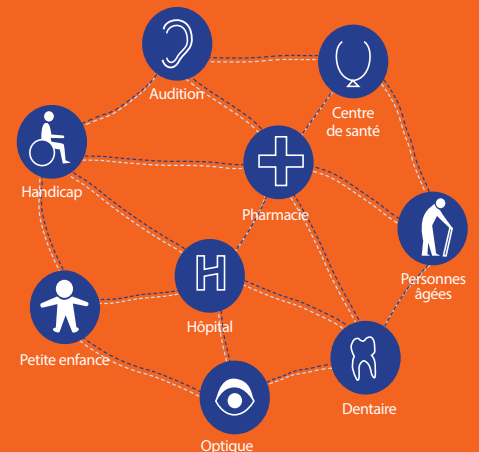 Audition
Centre
de santé
Handicap
Pharmacie
Personnes
âgées
H
Hôpital
Petite enfance
Dentaire
Optique